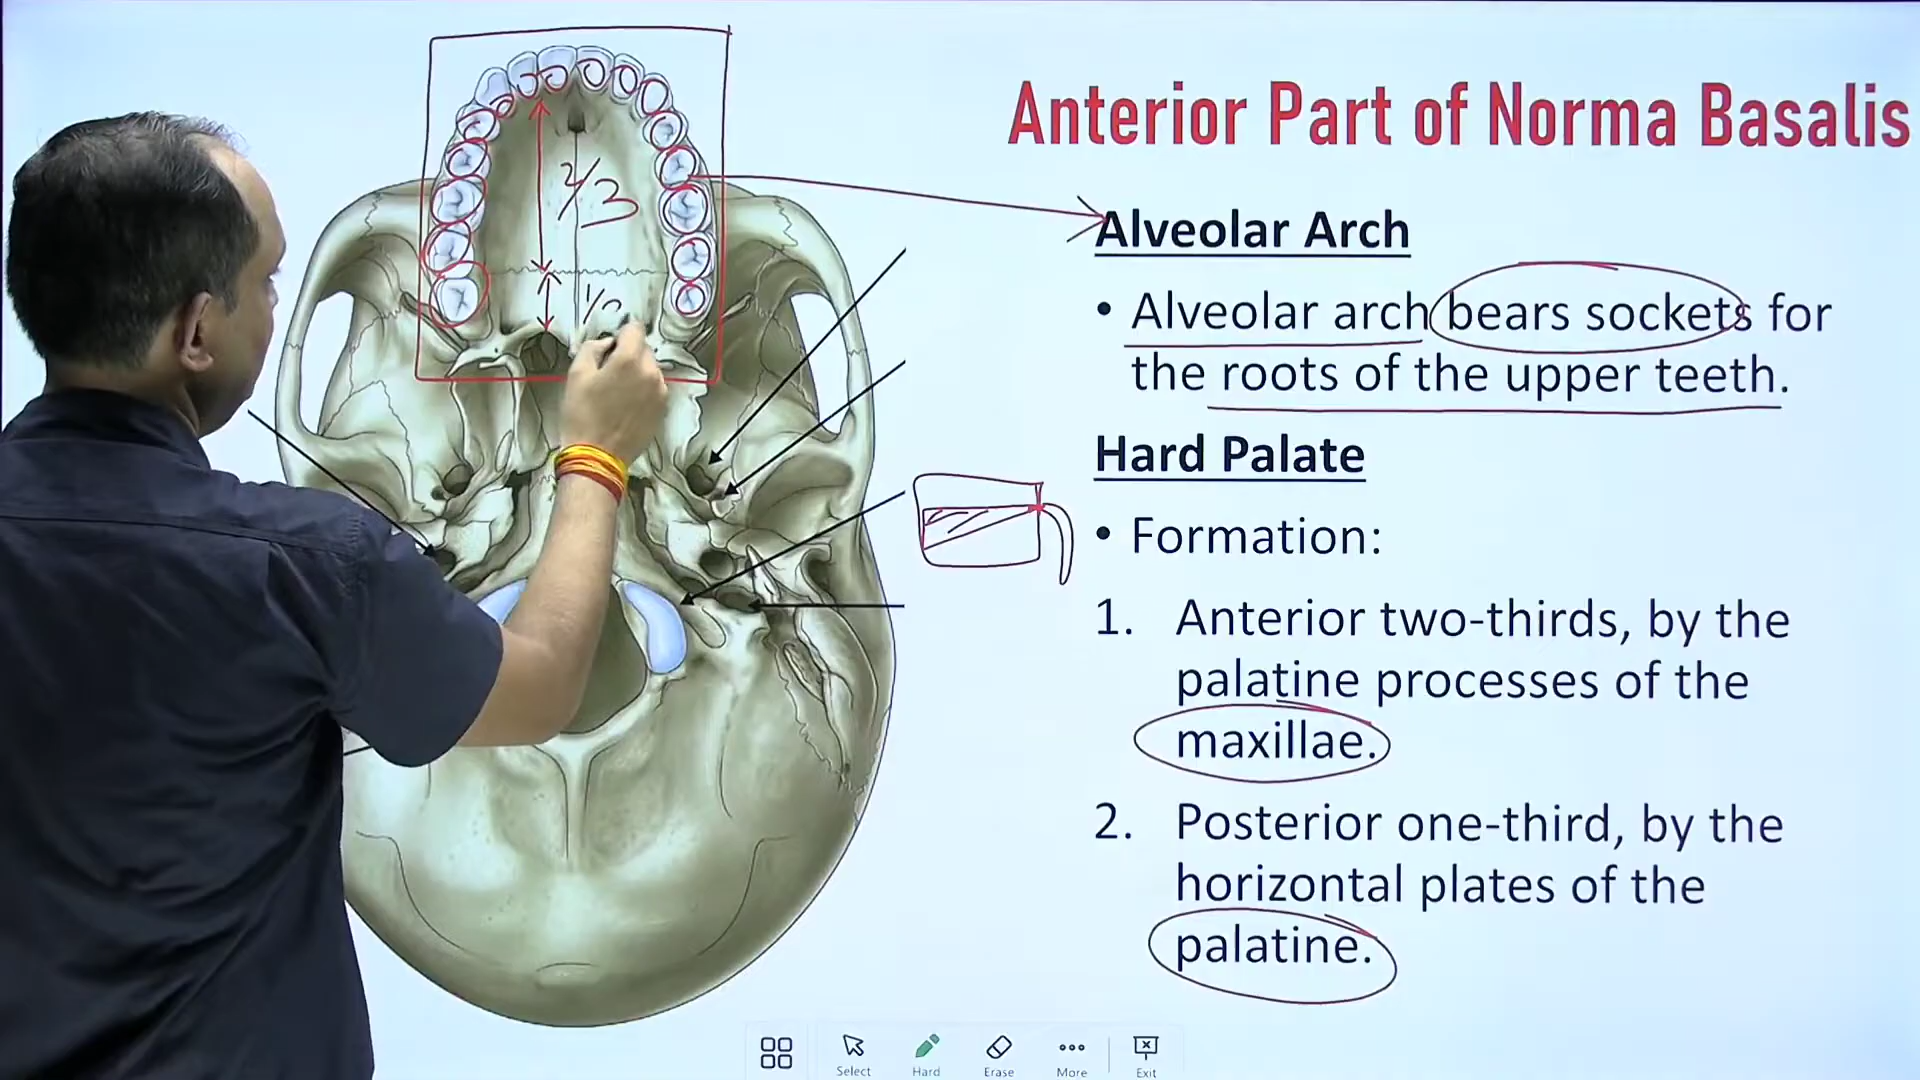 Anterior Part of Norma Basalis
2/3
Alveolar Arch
• Alveolar arch bears sockets for
the roots of the upper teeth.
Hard Palate
• Formation:
1. Anterior two-thirds, by the
palatine processes of the
maxillae.
2. Posterior one-third, by the
horizontal plates of the
palatine.
Select Hard Erase More Exit